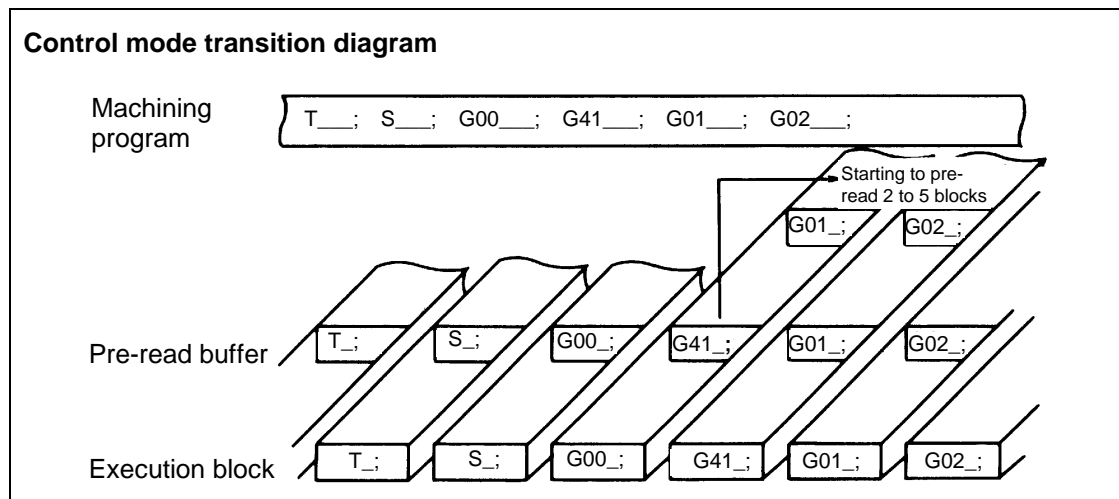 Control mode transition diagram
Machining program
T___; S___; G00___; G41___; G01___; G02___;
Starting to pre-
read 2 to 5 blocks
G01_; G02_;
Pre-read buffer
T_; S_; G00_; G41_; G01_; G02_;
Execution block
T_; S_; G00_; G41_; G01_; G02_;